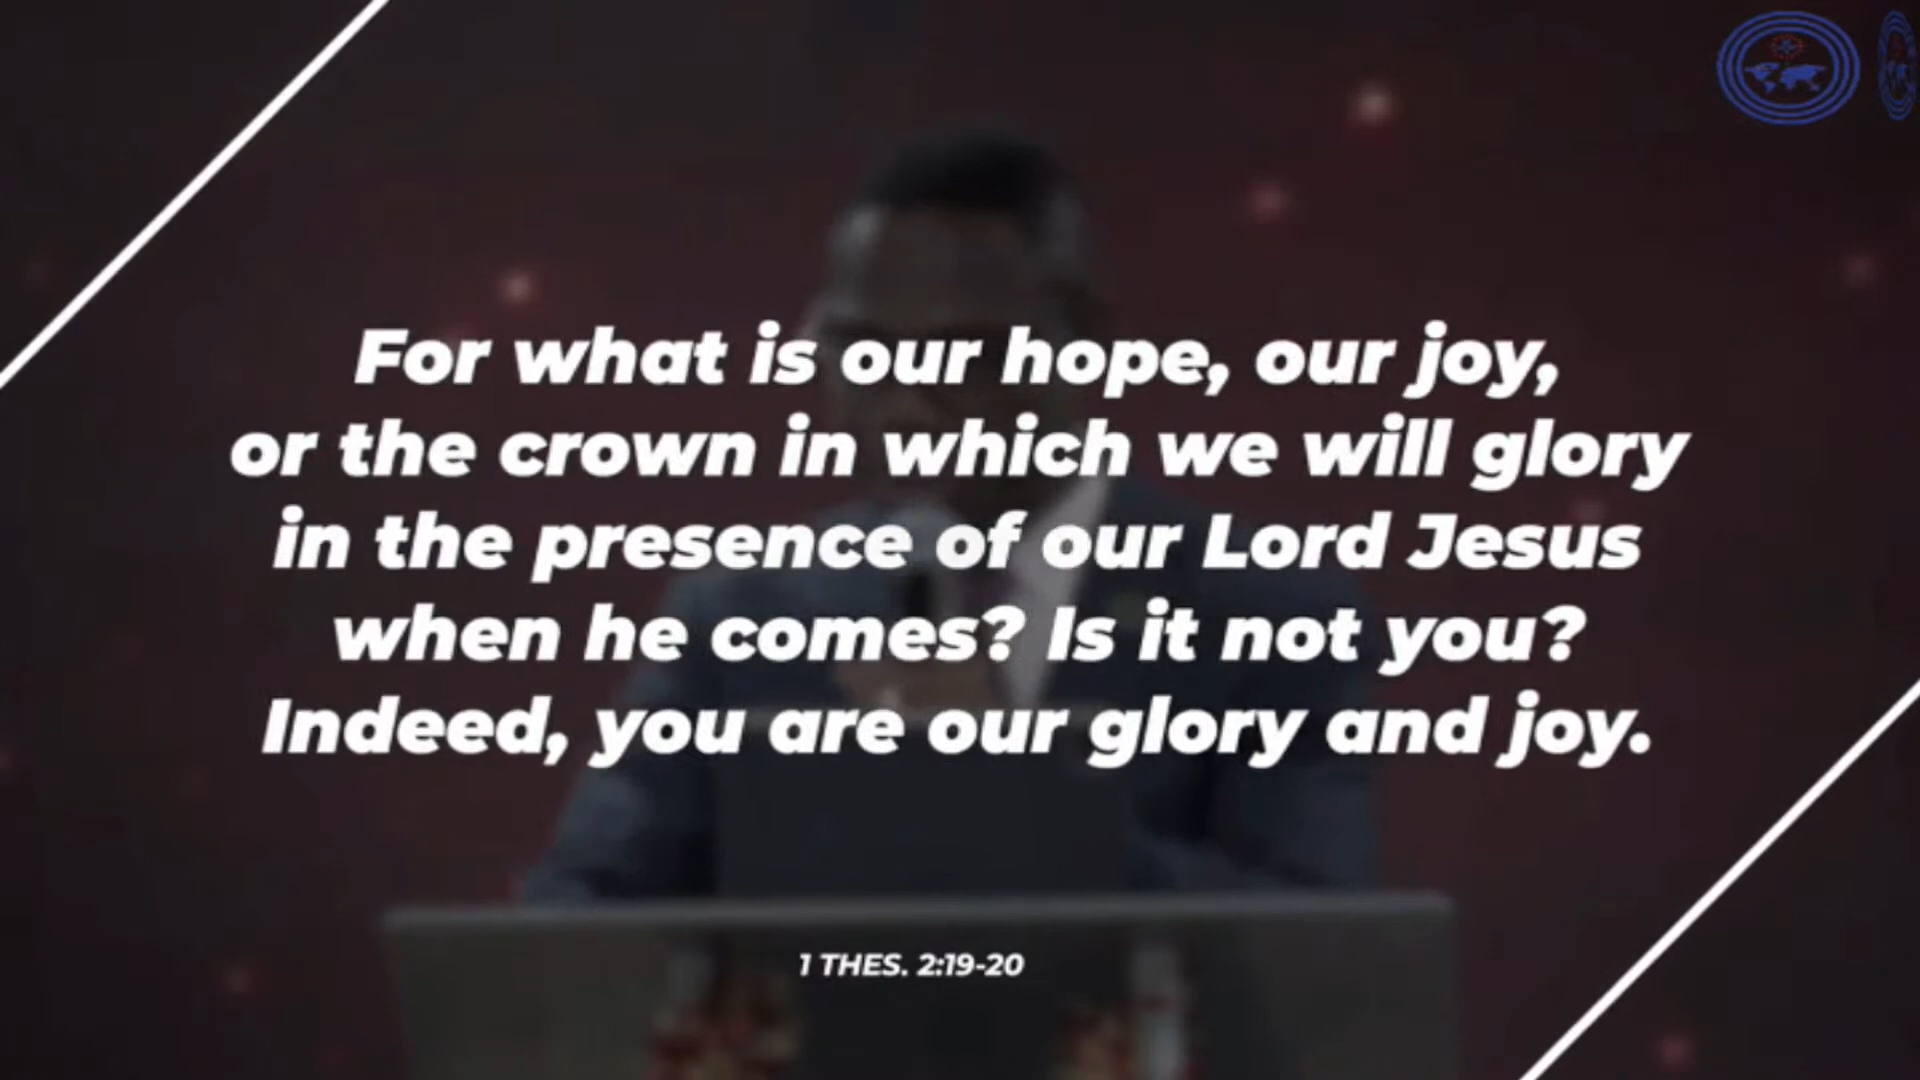 For what is our hope, our joy,
or the crown in which we will glory
in the presence of our Lord Jesus
when he comes? Is it not you?
Indeed, you are our glory and joy.
1 THES. 2:19-20